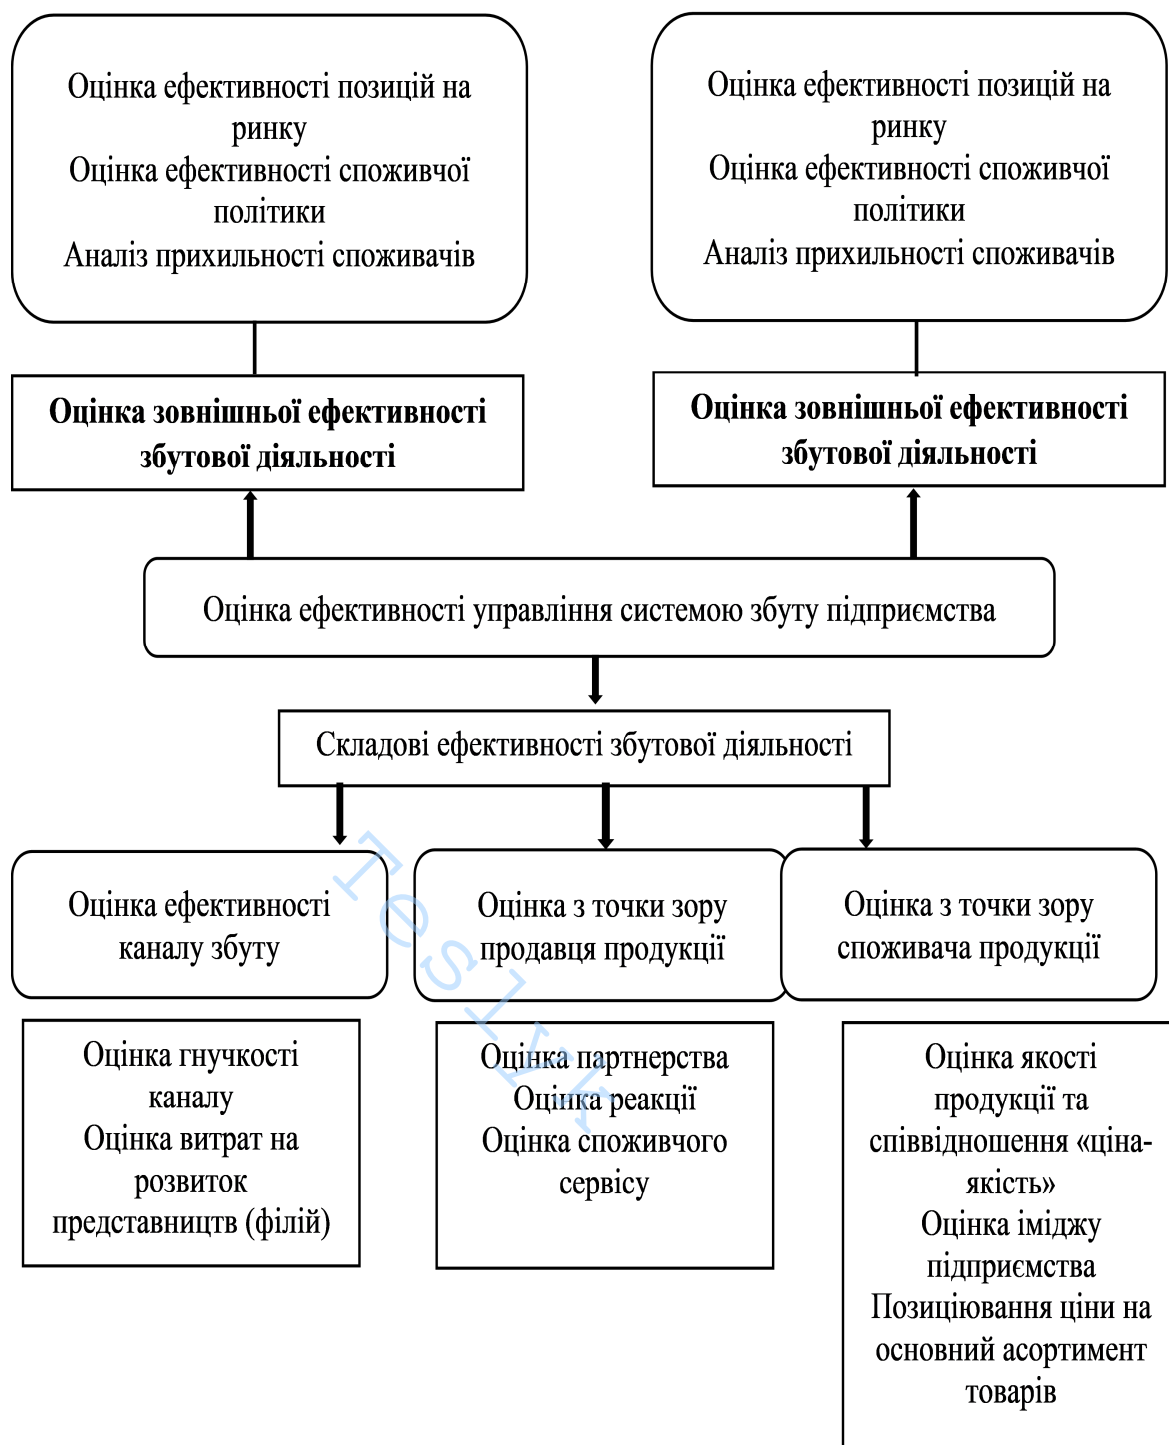 Оцінка ефективності позицій на
ринку
Оцінка ефективності споживчої
політики
Аналіз прихильності споживачів
Оцінка ефективності позицій на
ринку
Оцінка ефективності споживчої
політики
Аналіз прихильності споживачів
Оцінка зовнішньої ефективності
збутової діяльності
Оцінка зовнішньої ефективності
збутової діяльності
Оцінка ефективності управління системою збуту підприємства
Складові ефективності збутової діяльності
Оцінка ефективності
каналу збуту
Оцінка з точки зору
продавця продукції
Оцінка з точки зору
споживача продукції
Оцінка гнучкості
каналу
Оцінка витрат на
розвиток
представництв (філій)
Оцінка партнерства
Оцінка реакції
Оцінка споживчого
сервісу
Оцінка якості
продукції та
співвідношення «ціна-
якість»
Оцінка іміджу
підприємства
Позиціювання ціни на
основний асортимент
товарів
Teslyk